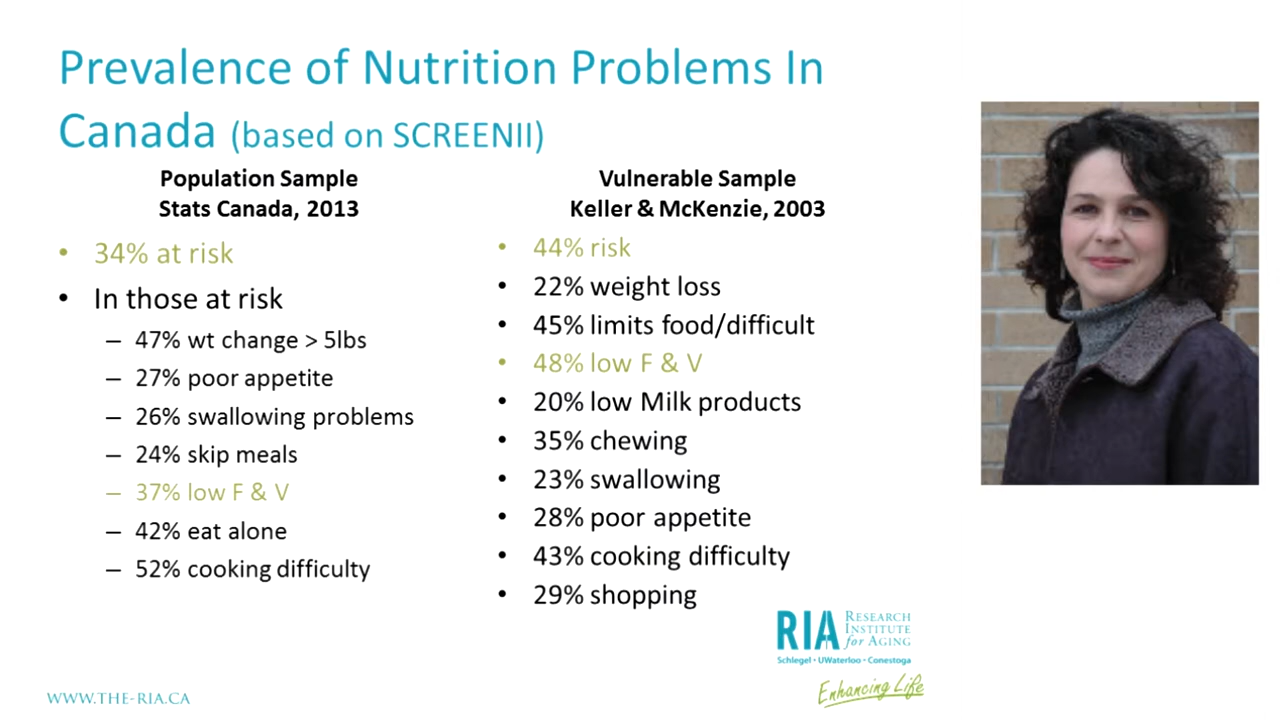 Prevalence of Nutrition Problems In
Canada (based on SCREENII)
Population Sample
Stats Canada, 2013
• 34% at risk
• In those at risk
– 47% wt change > 5lbs
– 27% poor appetite
– 26% swallowing problems
– 24% skip meals
– 37% low F & V
– 42% eat alone
– 52% cooking difficulty
Vulnerable Sample
Keller & McKenzie, 2003
• 44% risk
• 22% weight loss
• 45% limits food/difficult
• 48% low F & V
• 20% low Milk products
• 35% chewing
• 23% swallowing
• 28% poor appetite
• 43% cooking difficulty
• 29% shopping
RIA
RESEARCH
INSTITUTE
for AGING
Schlegel • UWaterloo • Conestoga
Enhancing Life
WWW.THE-RIA.CA